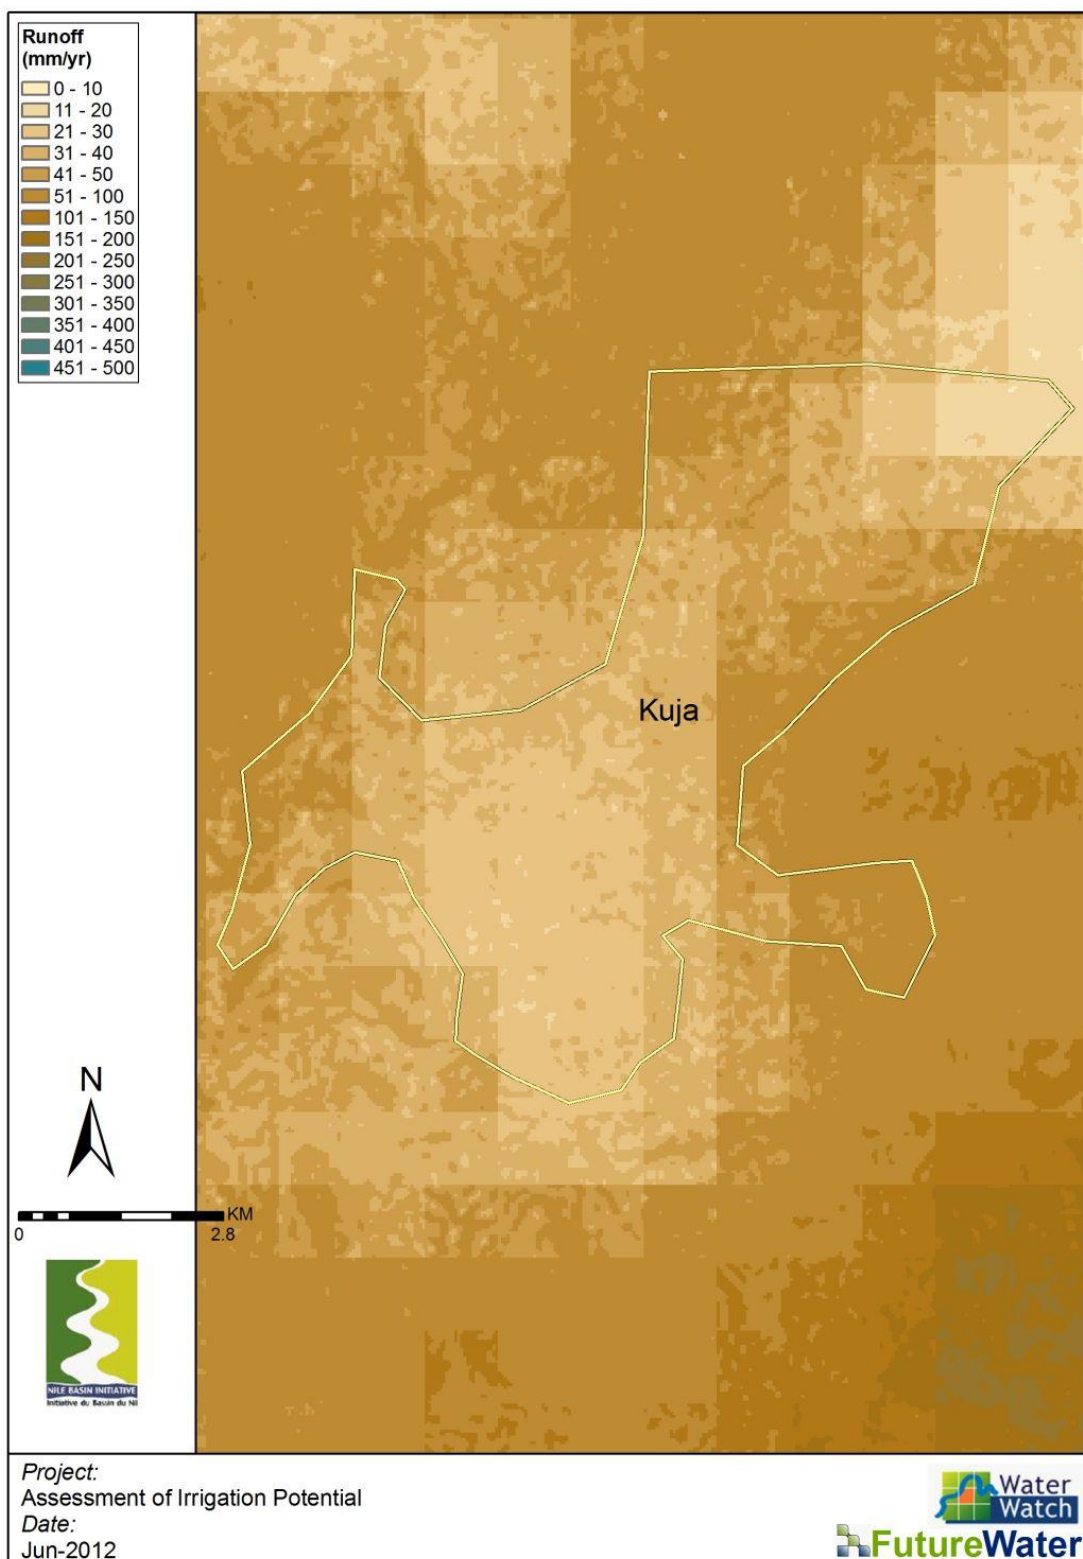 Runoff
(mm/yr)
0 - 10
11 - 20
21 - 30
31 - 40
41 - 50
51 - 100
101 - 150
151 - 200
201 - 250
251 - 300
301 - 350
351 - 400
401 - 450
451 - 500
Kuja
N
KM
0 2.8
NILE BASIN INITIATIVE
Initiative du Bassin du Nil
Project:
Assessment of Irrigation Potential
Date:
Jun-2012
Water
Watch
FutureWater